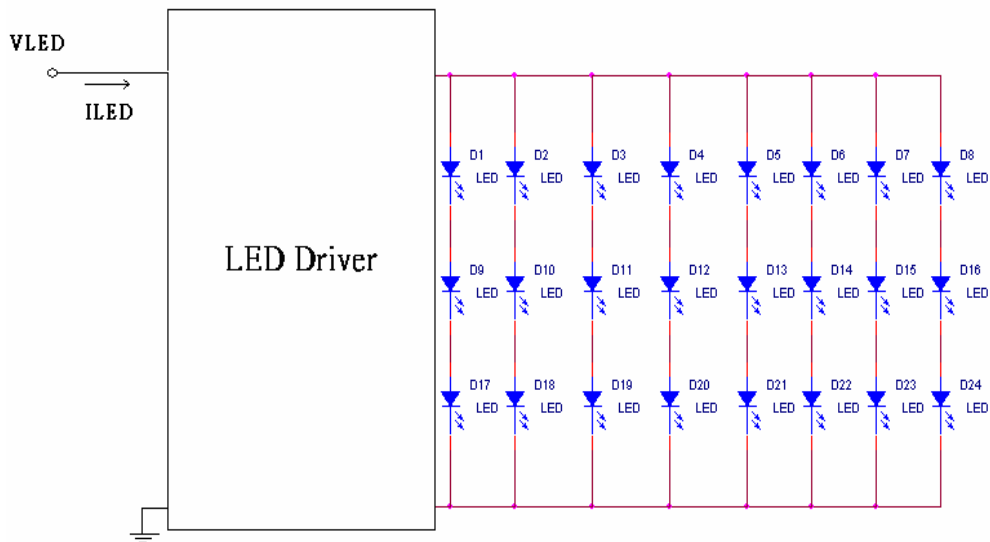 VLED
ILED
LED Driver
D1 D2 D3 D4 D5 D6 D7 D8
LED LED LED LED LED LED LED LED
D9 D10 D11 D12 D13 D14 D15 D16
LED LED LED LED LED LED LED LED
D17 D18 D19 D20 D21 D22 D23 D24
LED LED LED LED LED LED LED LED